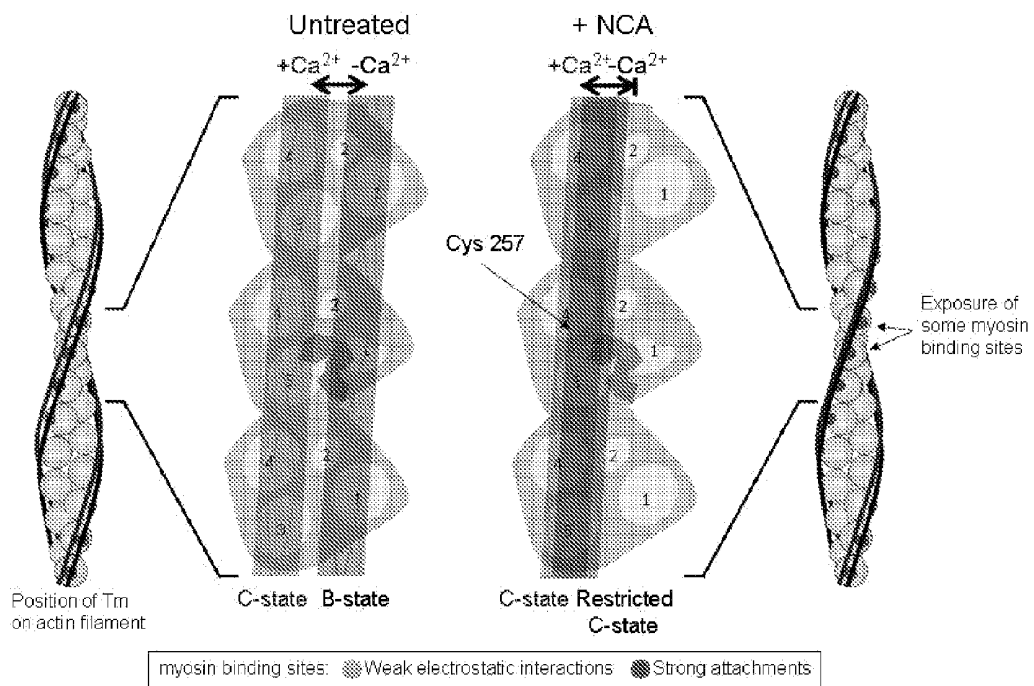 Untreated
+Ca²⁺ -Ca²⁺
+ NCA
+Ca²⁺-Ca²⁺
2
2
1
Cys 257
2
1
2
1
2
1
3
2
1
Exposure of
some myosin
binding sites
Position of Tm
on actin filament
C-state B-state
C-state Restricted
C-state
myosin binding sites: Weak electrostatic interactions Strong attachments